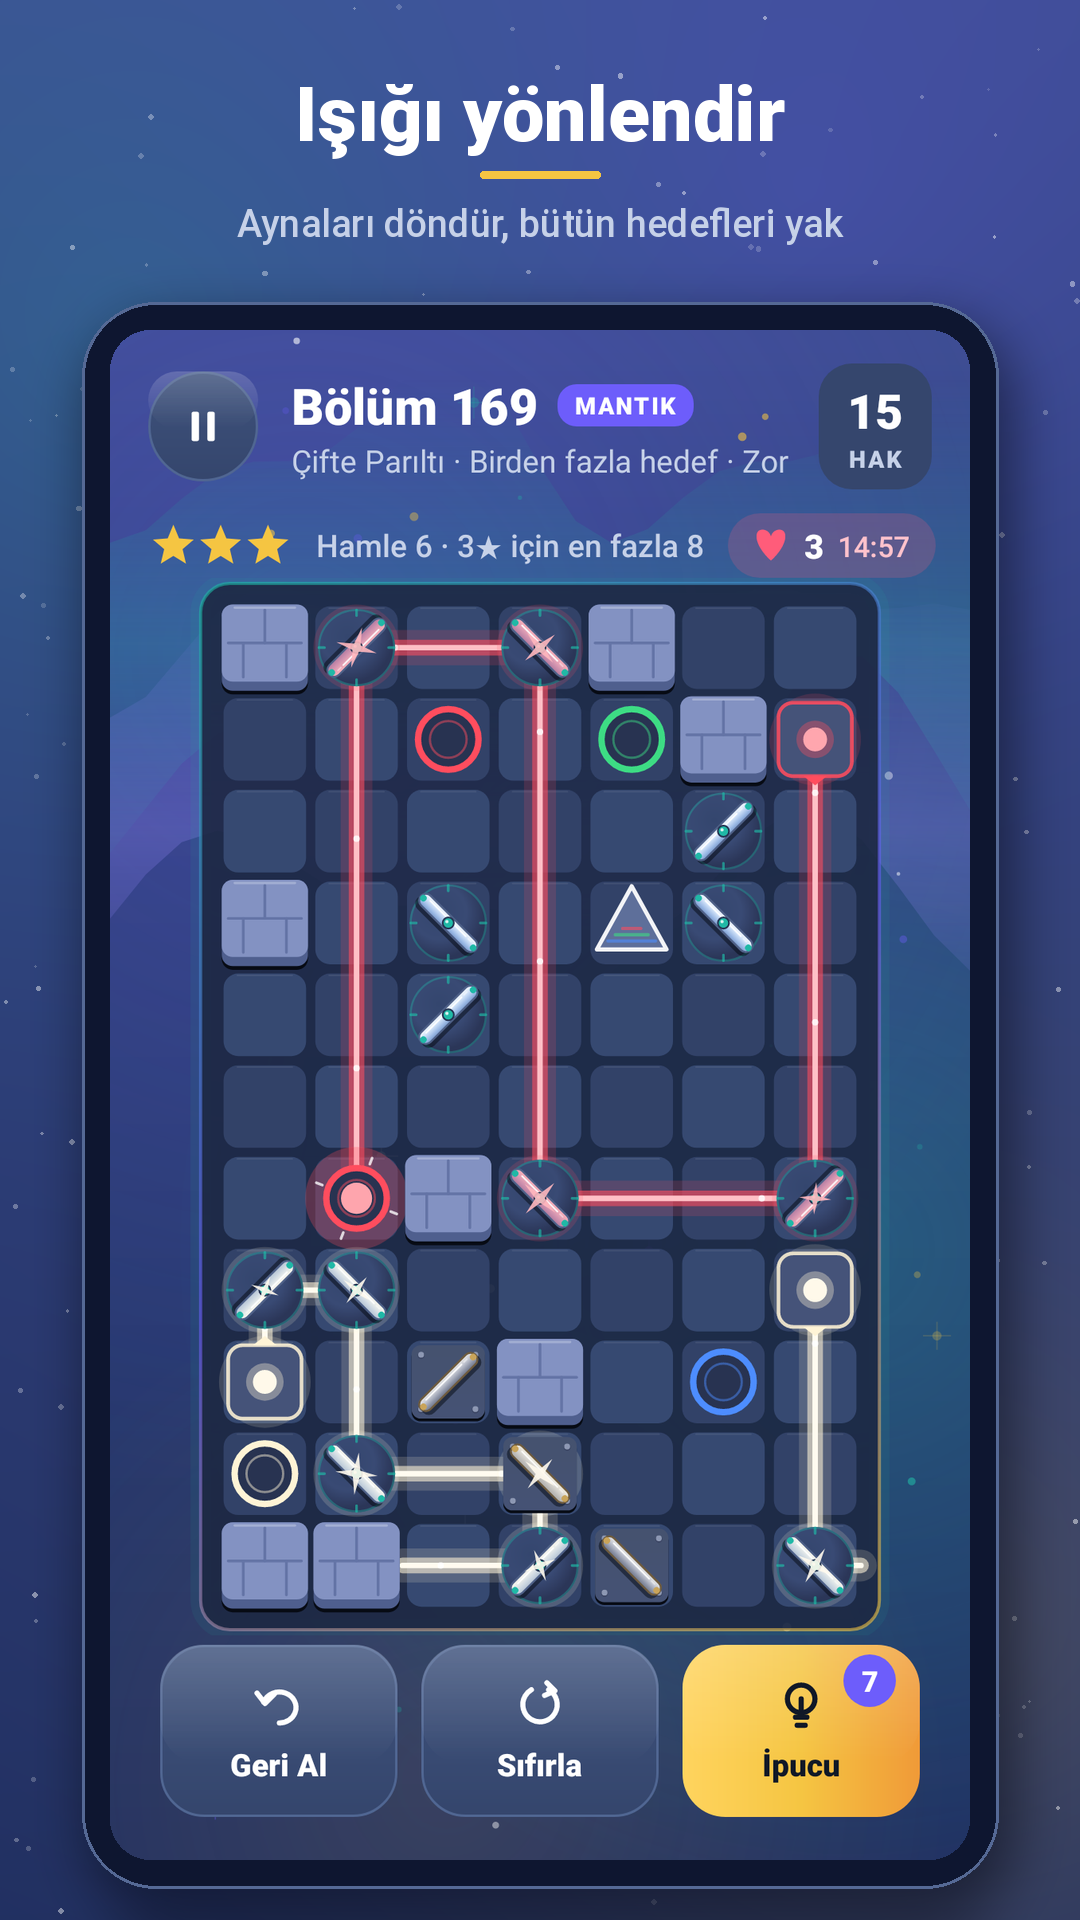 Işığı yönlendir
Aynaları döndür, bütün hedefleri yak
Bölüm 169 MANTIK
15
HAK
Çifte Parıltı · Birden fazla hedef · Zor
Hamle 6 · 3★ için en fazla 8
3 14:57
7
Geri Al
Sıfırla
İpucu